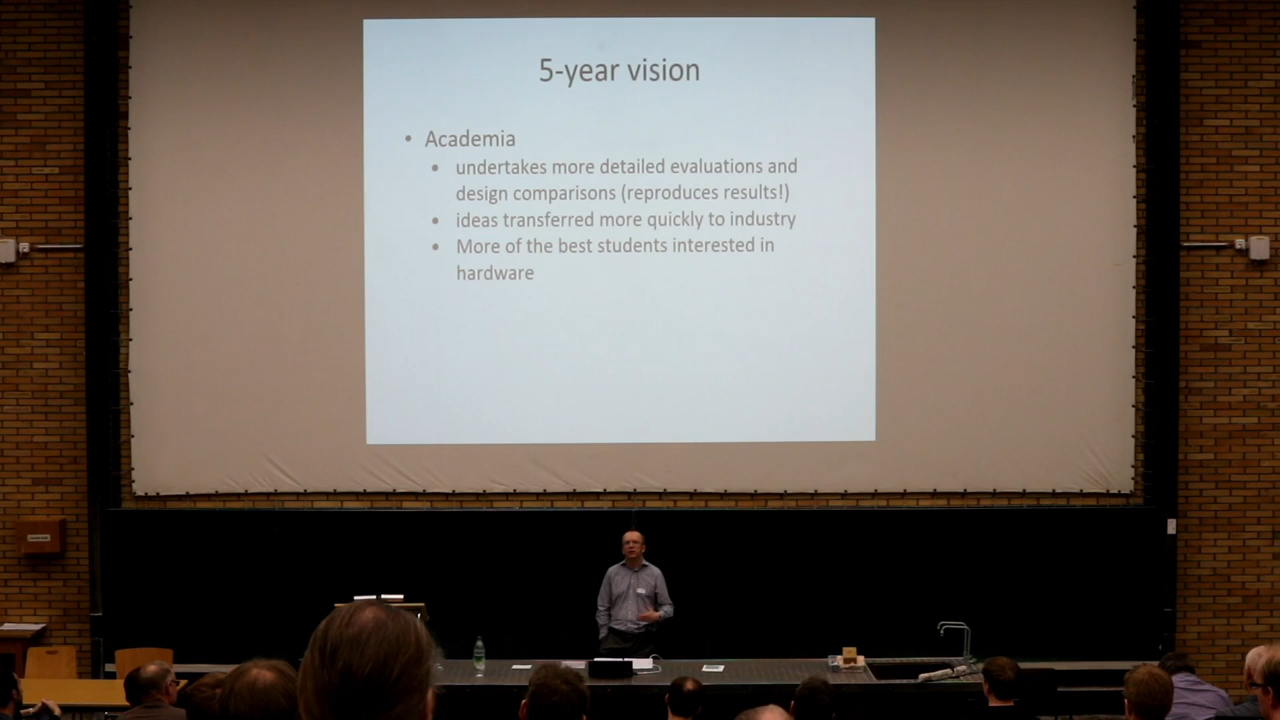 5-year vision
• Academia
• undertakes more detailed evaluations and
design comparisons (reproduces results!)
• ideas transferred more quickly to industry
• More of the best students interested in
hardware